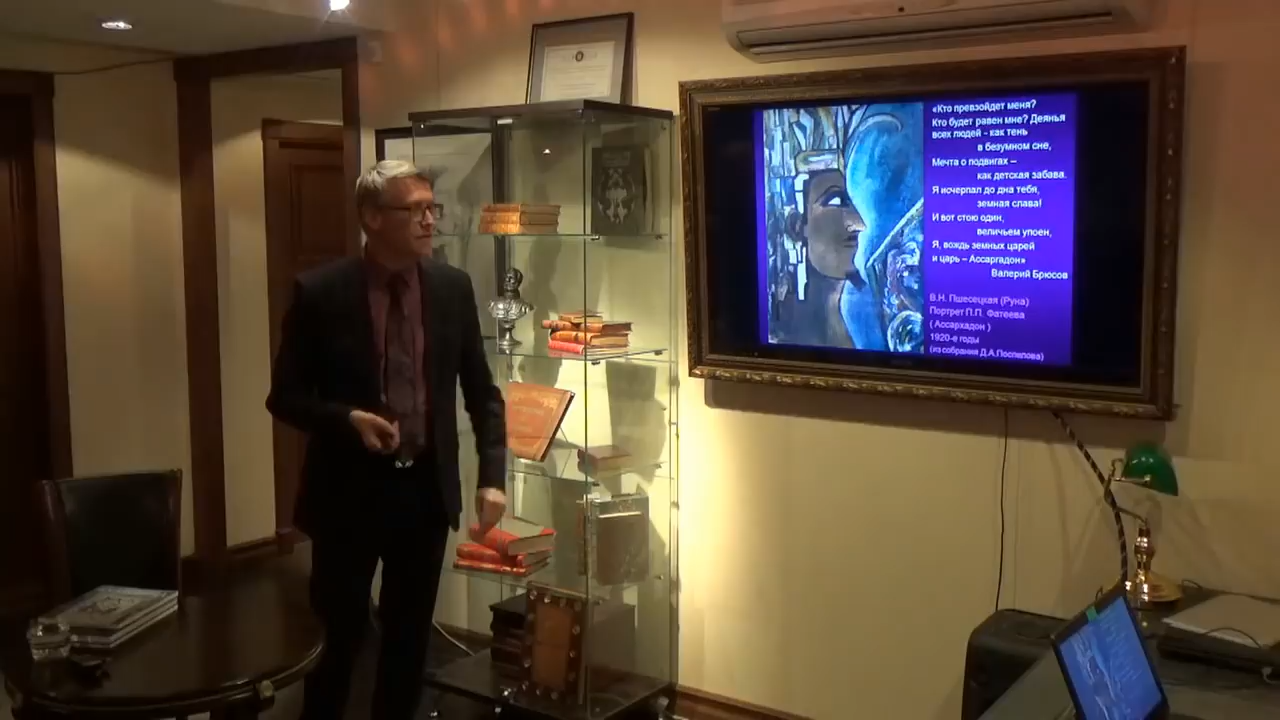 «Кто превзойдет меня?
Кто будет равен мне? Деянья
всех людей - как тень
в безумном сне,
Мечта о подвигах –
как детская забава.
Я исчерпал до дна тебя,
земная слава!
И вот стою один,
величьем упоен,
Я, вождь земных царей
и царь – Ассаргадон»
Валерий Брюсов
В.Н. Пшесецкая (Руна)
Портрет П.П. Фатеева
( Ассархадон )
1920-е годы
(из собрания Д.А.Поспелова)